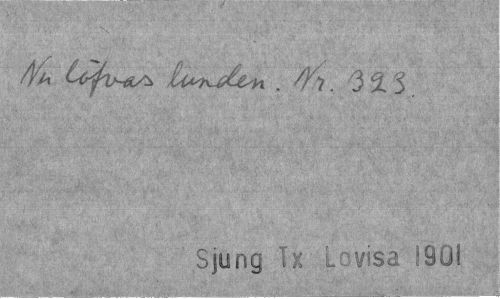 Nu löfvas lunden. Nr. 323.
Sjung Tx Lovisa 1901